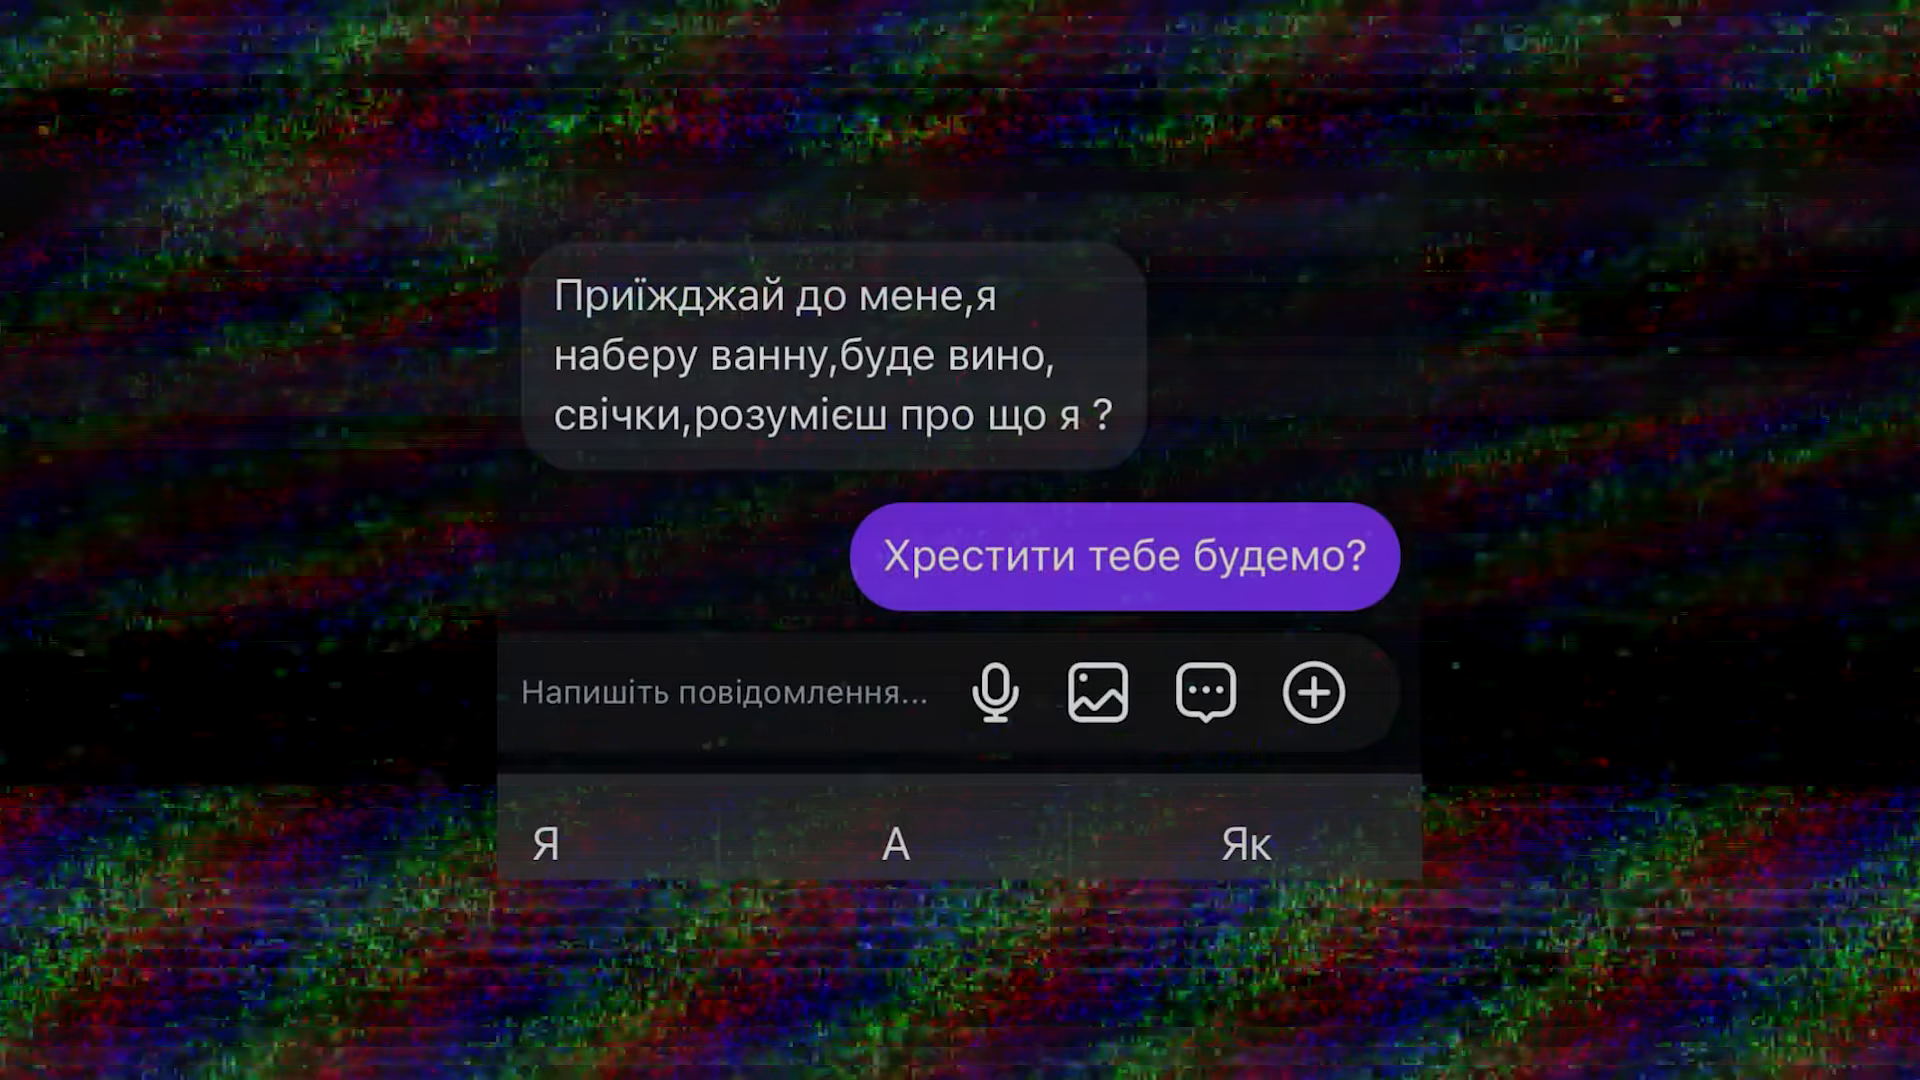 Приїжджай до мене,я
наберу ванну,буде вино,
свічки,розумієш про що я ?
Хрестити тебе будемо?
Напишіть повідомлення...
Я А Як